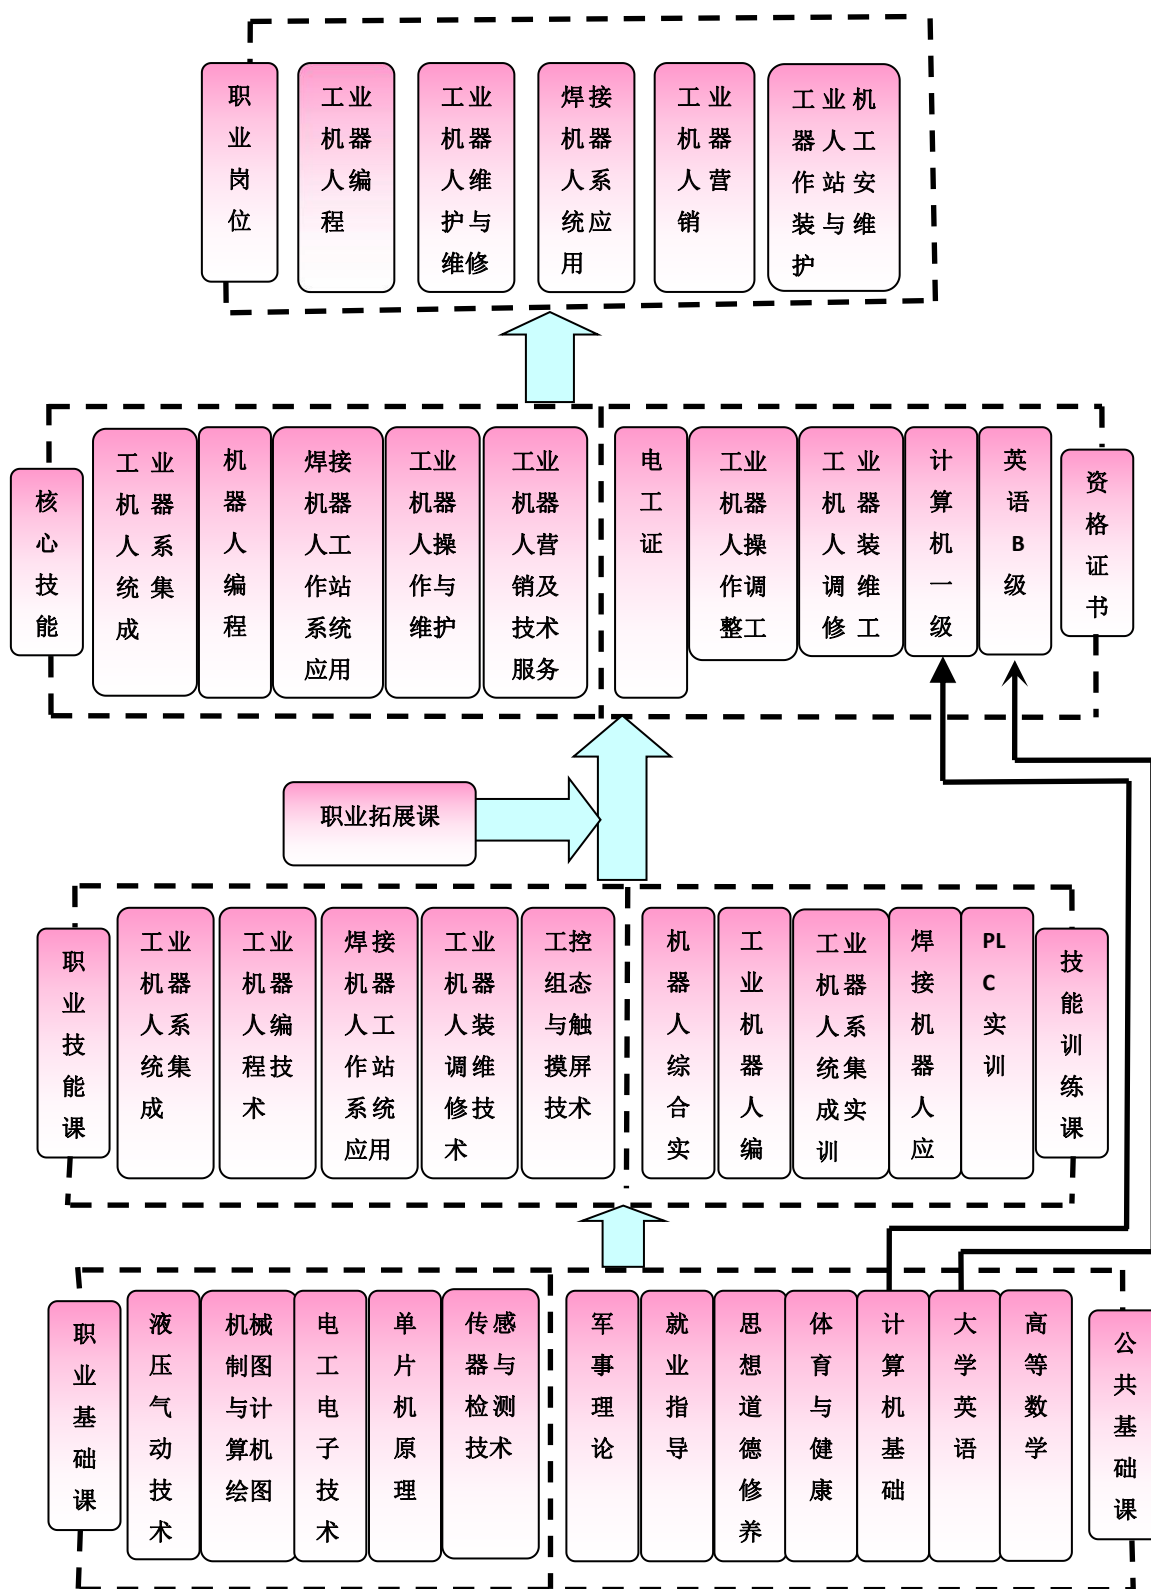 职
业
岗
位
工业
机器
人编
程
工业
机器
人维
护与
维修
焊接
机器
人系
统应
用
工业
机器
人营
销
工业机
器人工
作站安
装与维
护
核
心
技
能
工业
机器
人系
统集
成
机
器
人
编
程
焊接
机器
人工
作站
系统
应用
工业
机器
人操
作与
维护
工业
机器
人营
销及
技术
服务
电
工
证
工业
机器
人操
作调
整工
工业
机器
人装
调维
修工
计
算
机
一
级
英
语
B
级
资
格
证
书
职业拓展课
职
业
技
能
课
工业
机器
人系
统集
成
工业
机器
人编
程技
术
焊接
机器
人工
作站
系统
应用
工业
机器
人装
调维
修技
术
工控
组态
与触
摸屏
技术
机
器
人
综
合
实
工
业
机
器
人
编
工业
机器
人系
统集
成实
训
焊
接
机
器
人
应
PL
C
实
训
技
能
训
练
课
职
业
基
础
课
液
压
气
动
技
术
机械
制图
与计
算机
绘图
电
工
电
子
技
术
单
片
机
原
理
传感
器与
检测
技术
军
事
理
论
就
业
指
导
思
想
道
德
修
养
体
育
与
健
康
计
算
机
基
础
大
学
英
语
高
等
数
学
公
共
基
础
课